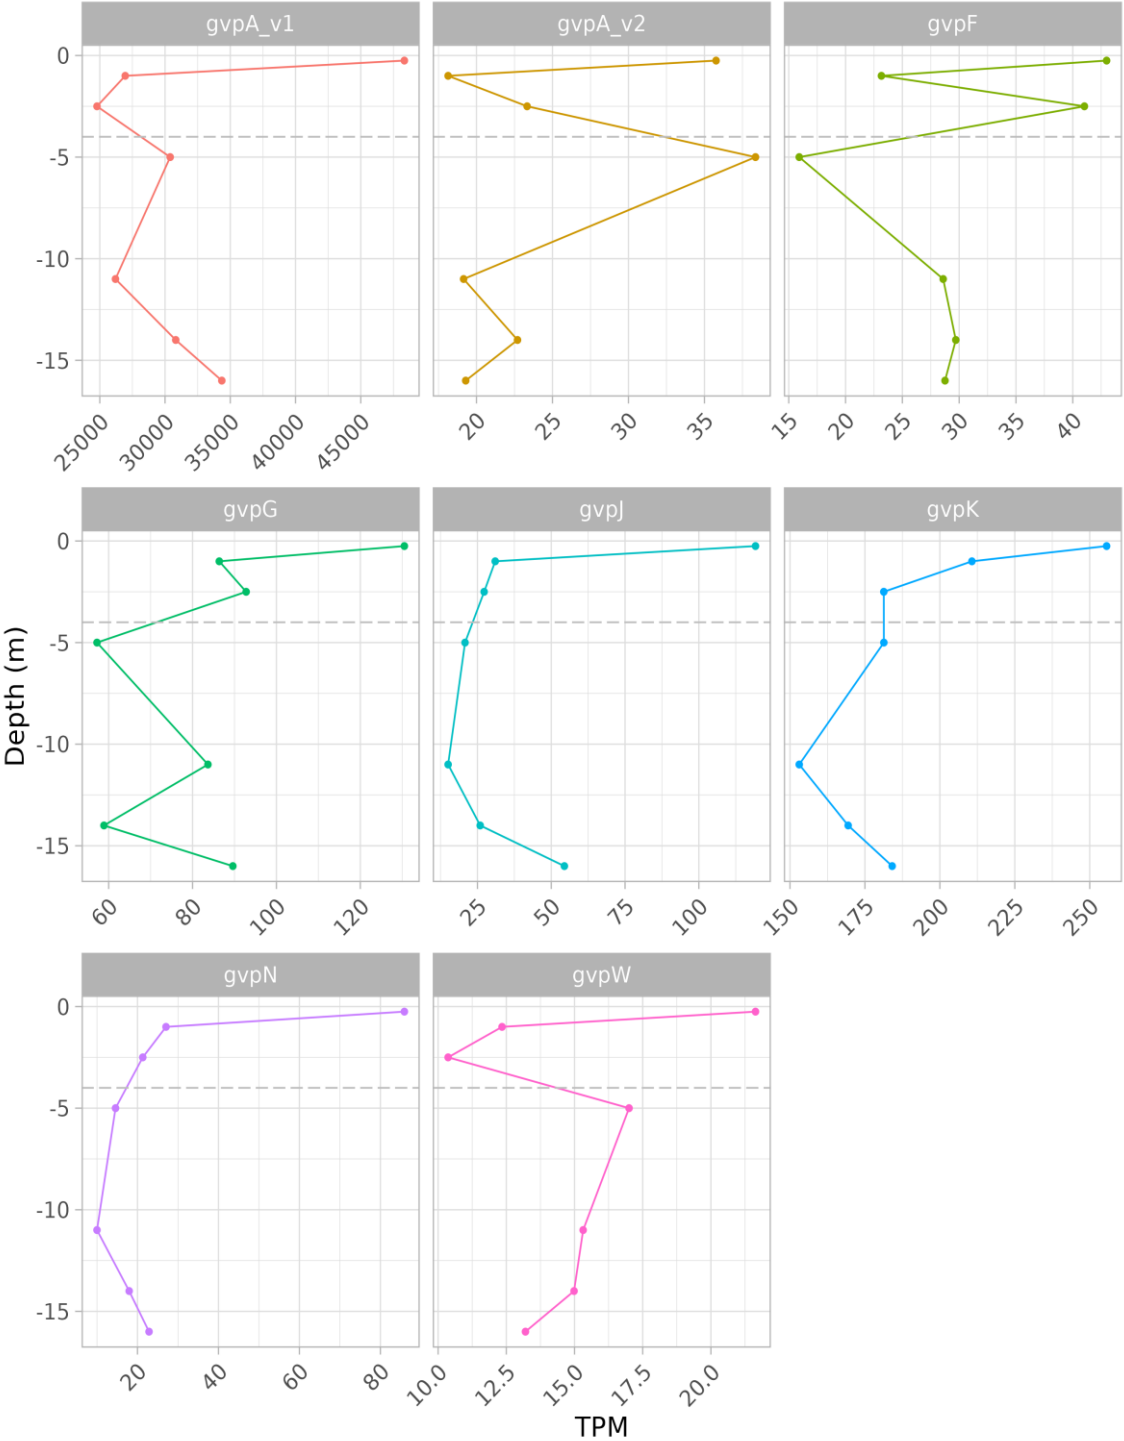 gvpA_v1 gvpA_v2 gvpF
0
-5
-10
-15
25000 30000 35000 40000 45000 20 25 30 35 15 20 25 30 35 40
gvpG gvpJ gvpK
0
-5
-10
-15
60 80 100 120 25 50 75 100 150 175 200 225 250
Depth (m)
gvpN gvpW
0
-5
-10
-15
20 40 60 80 10.0 12.5 15.0 17.5 20.0
TPM